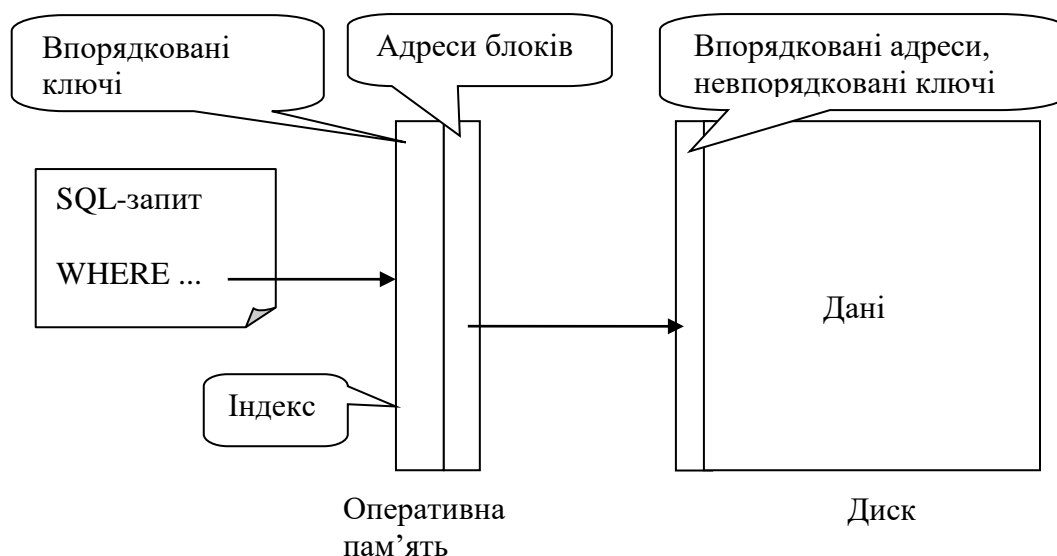 Впорядковані
ключі
Адреси блоків
Впорядковані адреси,
невпорядковані ключі
SQL-запит
WHERE ...
Дані
Індекс
Оперативна
пам’ять
Диск